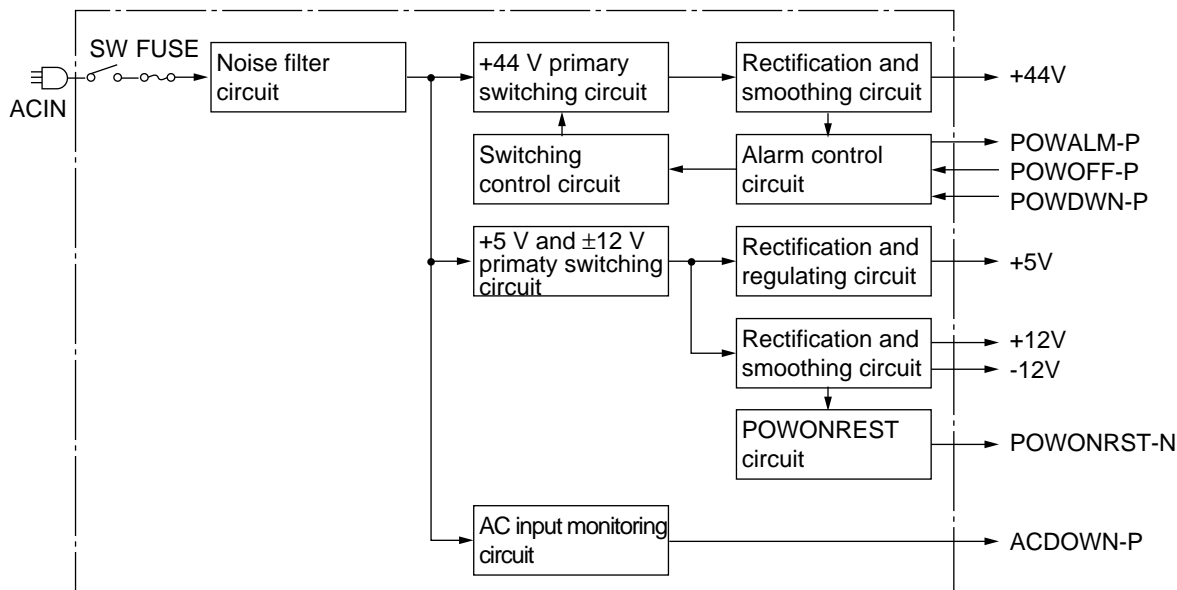 SW FUSE
ACIN
Noise filter
circuit
+44 V primary
switching circuit
Rectification and
smoothing circuit
+44V
Switching
control circuit
Alarm control
circuit
POWALM-P
POWOFF-P
POWDWN-P
+5 V and ±12 V
primaty switching
circuit
Rectification and
regulating circuit
+5V
Rectification and
smoothing circuit
+12V
-12V
POWONREST
circuit
POWONRST-N
AC input monitoring
circuit
ACDOWN-P